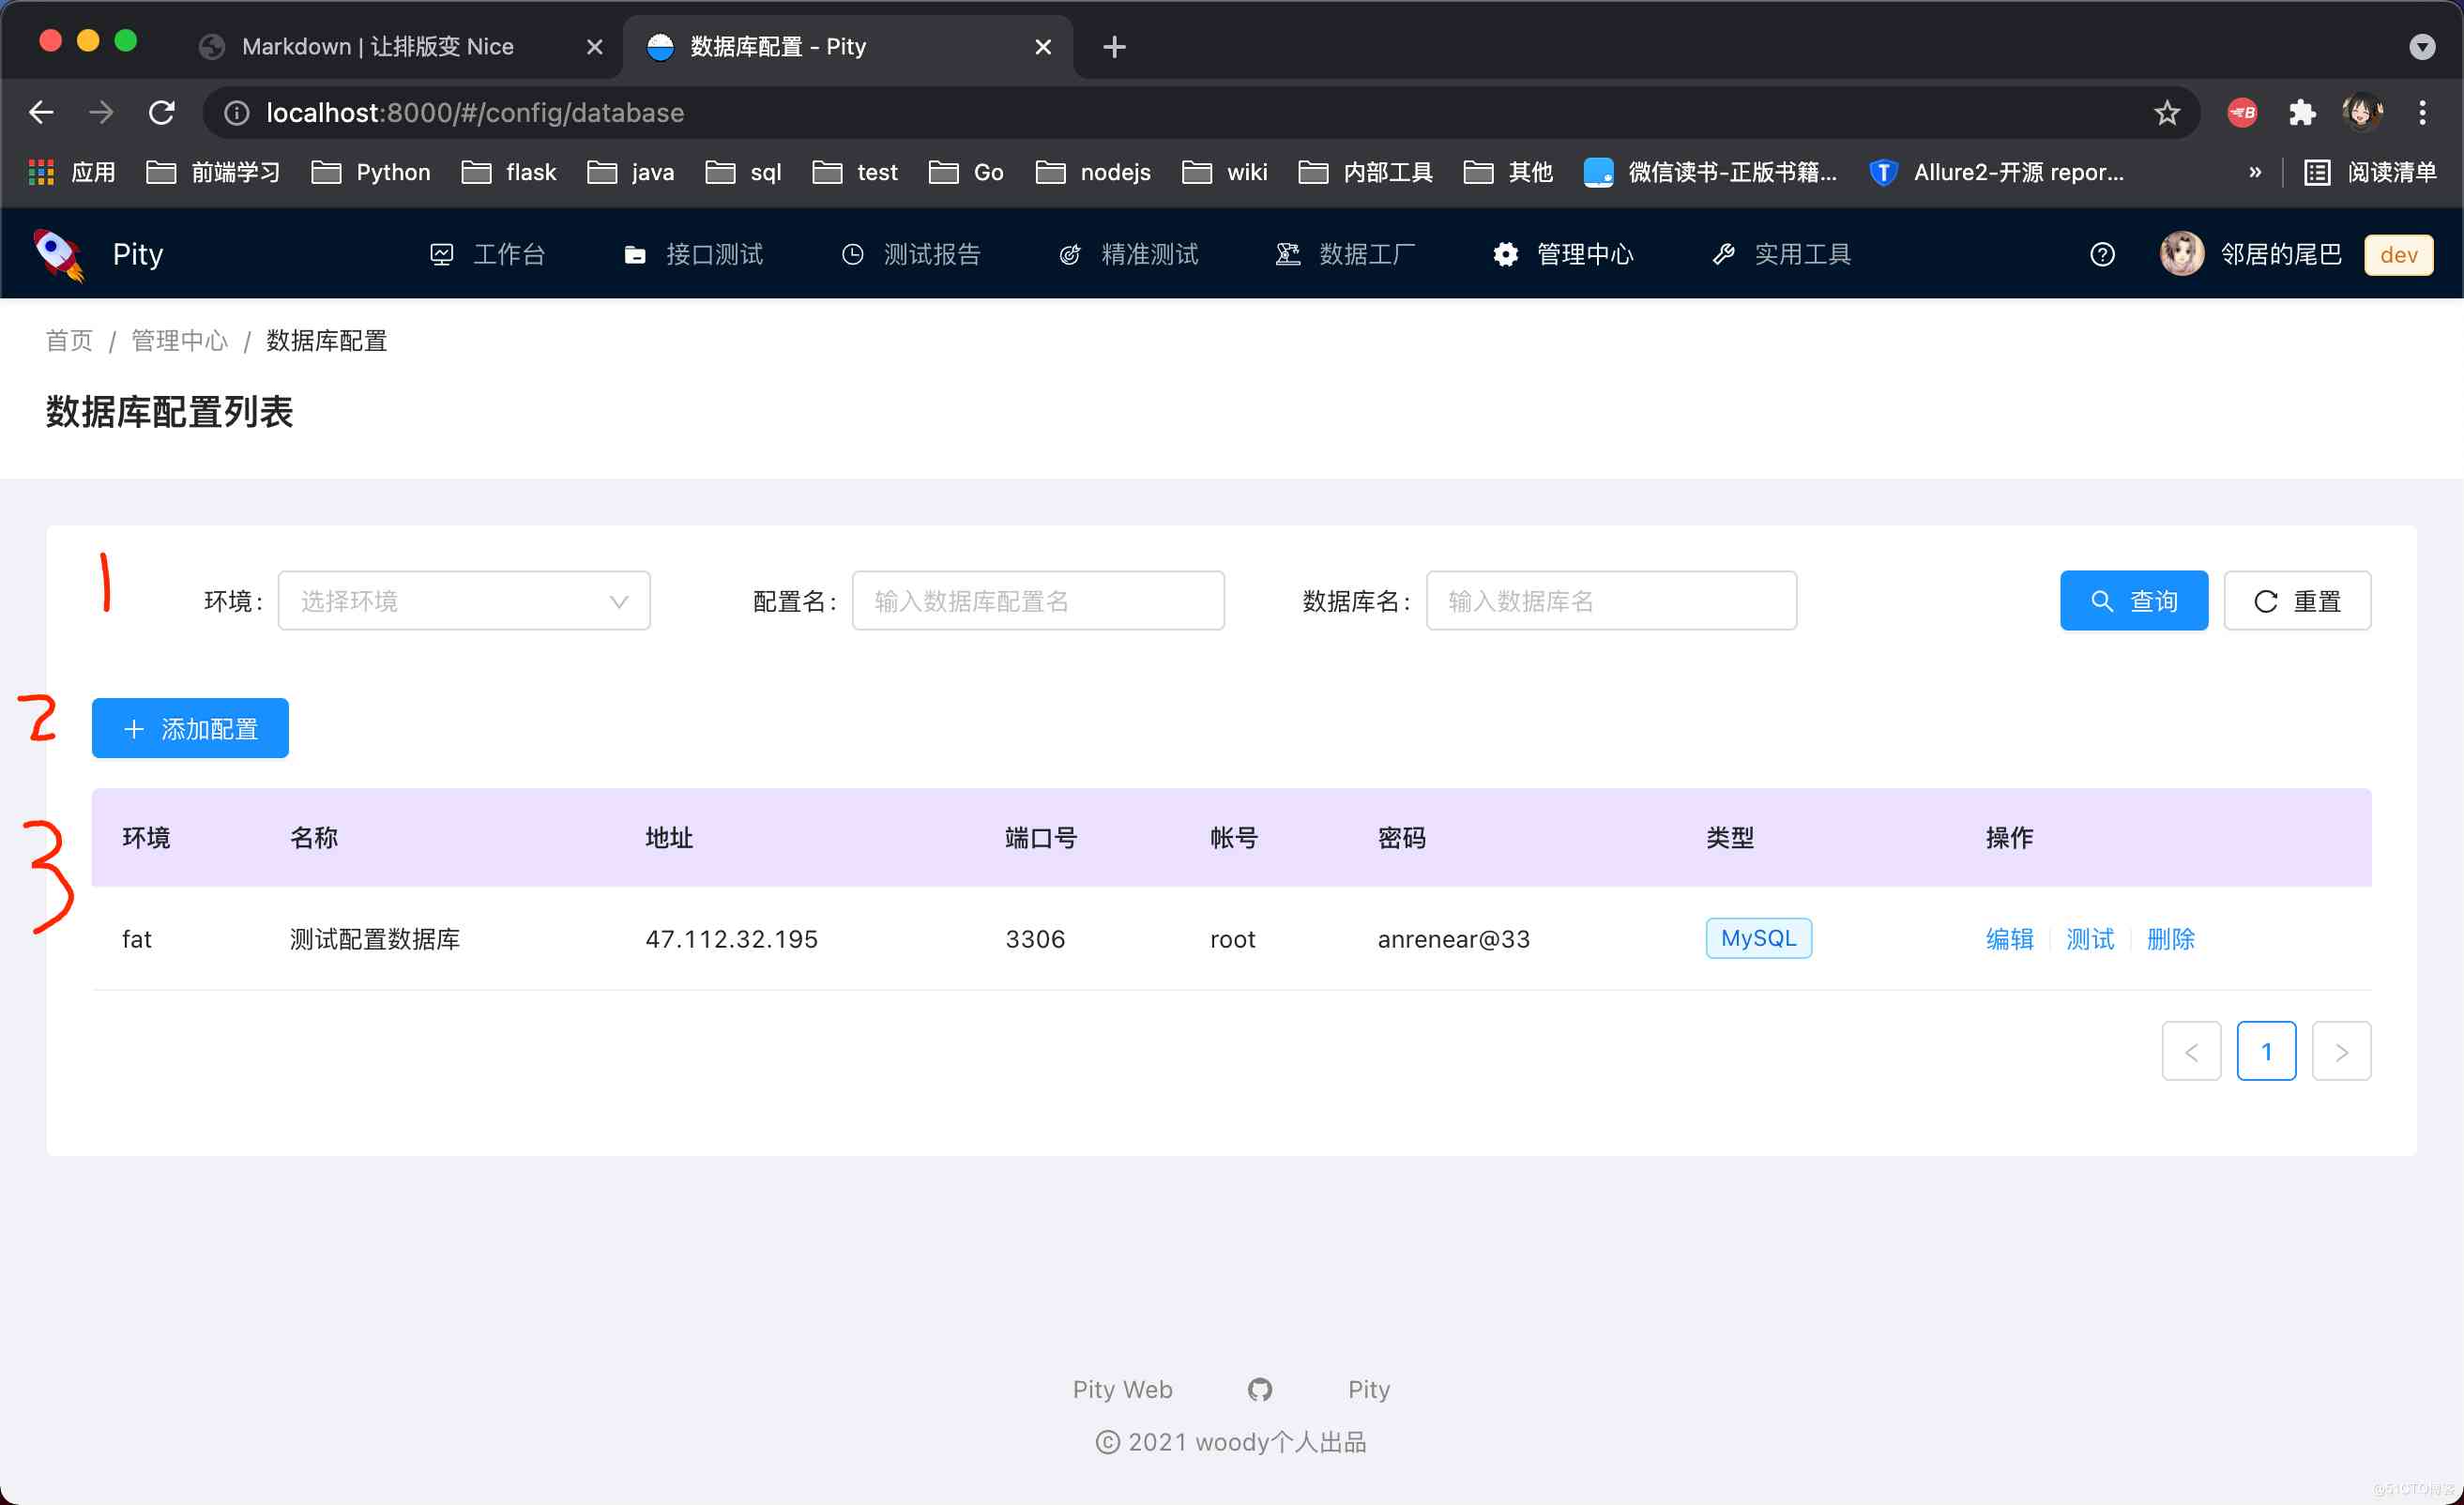 Markdown | 让排版变 Nice
数据库配置 - Pity
localhost:8000/#/config/database
应用 前端学习 Python flask java sql test Go nodejs wiki 内部工具 其他 微信读书-正版书籍... Allure2-开源 repor... » 阅读清单
Pity 工作台 接口测试 测试报告 精准测试 数据工厂 管理中心 实用工具 邻居的尾巴 dev
首页 / 管理中心 / 数据库配置
数据库配置列表
1 环境: 选择环境 配置名: 输入数据库配置名 数据库名: 输入数据库名 查询 重置
2 添加配置
3
环境 名称 地址 端口号 帐号 密码 类型 操作
fat 测试配置数据库 47.112.32.195 3306 root anrenear@33 MySQL 编辑 测试 删除
< 1 >
Pity Web Pity
© 2021 woody个人出品
@51CTO博客